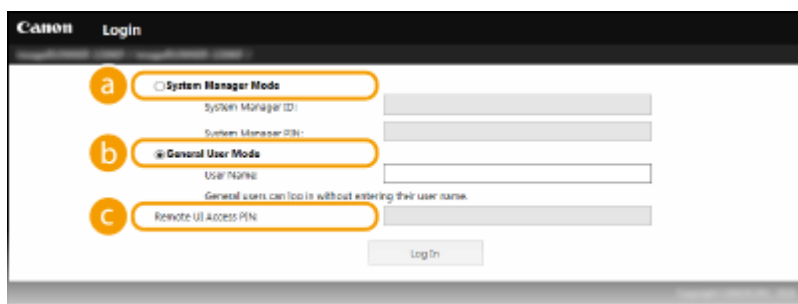 Canon Login
a
System Manager Mode
System Manager ID:
System Manager PIN:
b
General User Mode
User Name:
General users can log in without entering their user name.
c
Remote UI Access PIN:
Log In